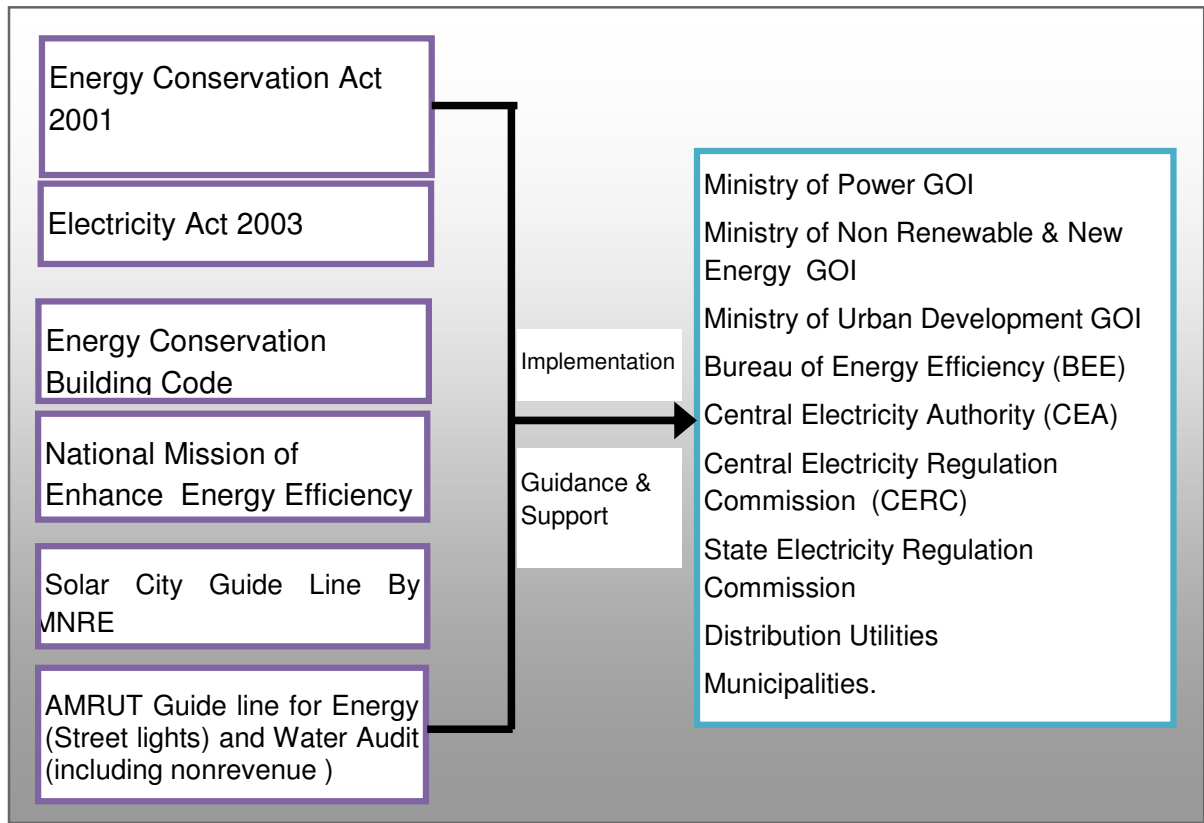 Energy Conservation Act
2001
Electricity Act 2003
Energy Conservation
Building Code
National Mission of
Enhance Energy Efficiency
Solar City Guide Line By
MNRE
AMRUT Guide line for Energy
(Street lights) and Water Audit
(including nonrevenue )
Implementation
Guidance &
Support
Ministry of Power GOI
Ministry of Non Renewable & New
Energy GOI
Ministry of Urban Development GOI
Bureau of Energy Efficiency (BEE)
Central Electricity Authority (CEA)
Central Electricity Regulation
Commission (CERC)
State Electricity Regulation
Commission
Distribution Utilities
Municipalities.